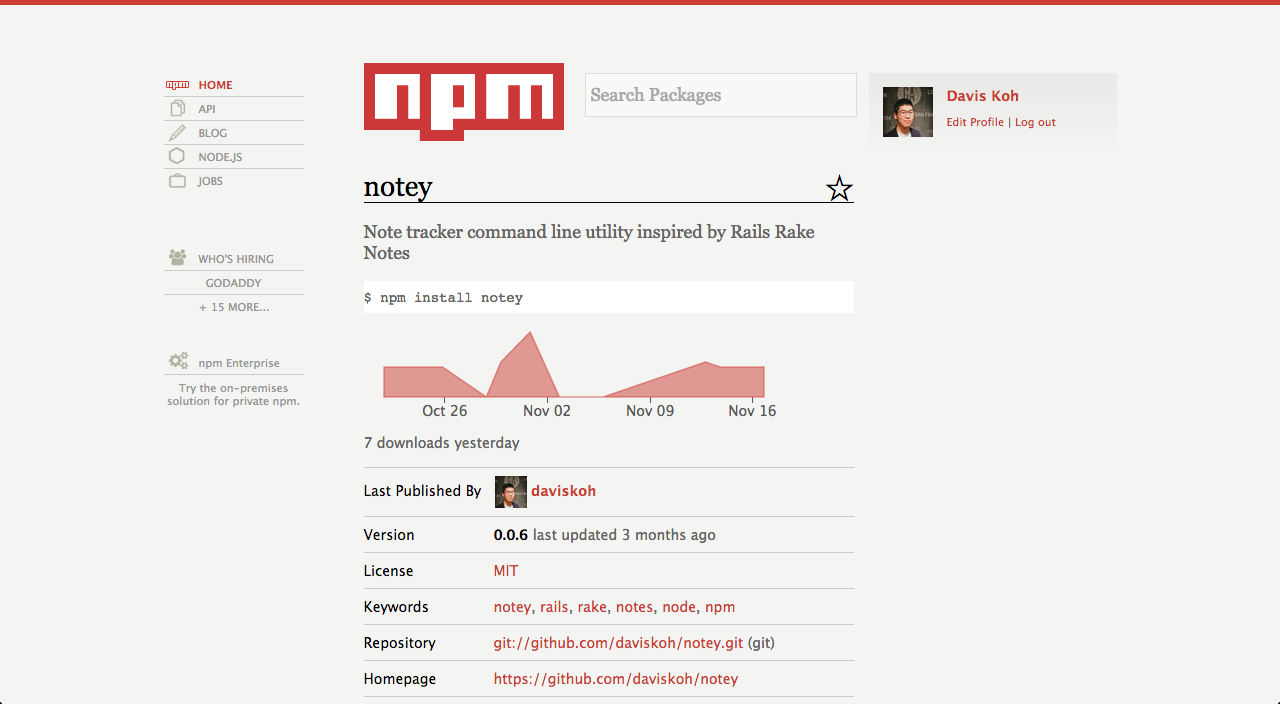 HOME
API
BLOG
NODE.JS
JOBS
WHO'S HIRING
GODADDY
+ 15 MORE...
npm Enterprise
Try the on-premises
solution for private npm.
npm
Search Packages
Davis Koh
Edit Profile | Log out
notey
Note tracker command line utility inspired by Rails Rake
Notes
$ npm install notey
Oct 26 Nov 02 Nov 09 Nov 16
7 downloads yesterday
Last Published By daviskoh
Version 0.0.6 last updated 3 months ago
License MIT
Keywords notey, rails, rake, notes, node, npm
Repository git://github.com/daviskoh/notey.git (git)
Homepage https://github.com/daviskoh/notey